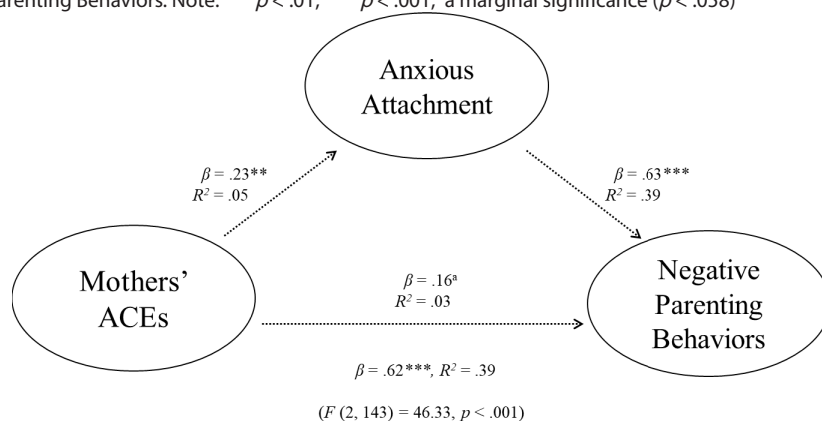 arenting Behaviors. Note. p < .01, p < .001, a marginal significance (p < .058)
Anxious
Attachment
β = .23**
R² = .05
β = .63***
R² = .39
Mothers’
ACEs
β = .16ᵃ
R² = .03
Negative
Parenting
Behaviors
β = .62***, R² = .39
(F (2, 143) = 46.33, p < .001)